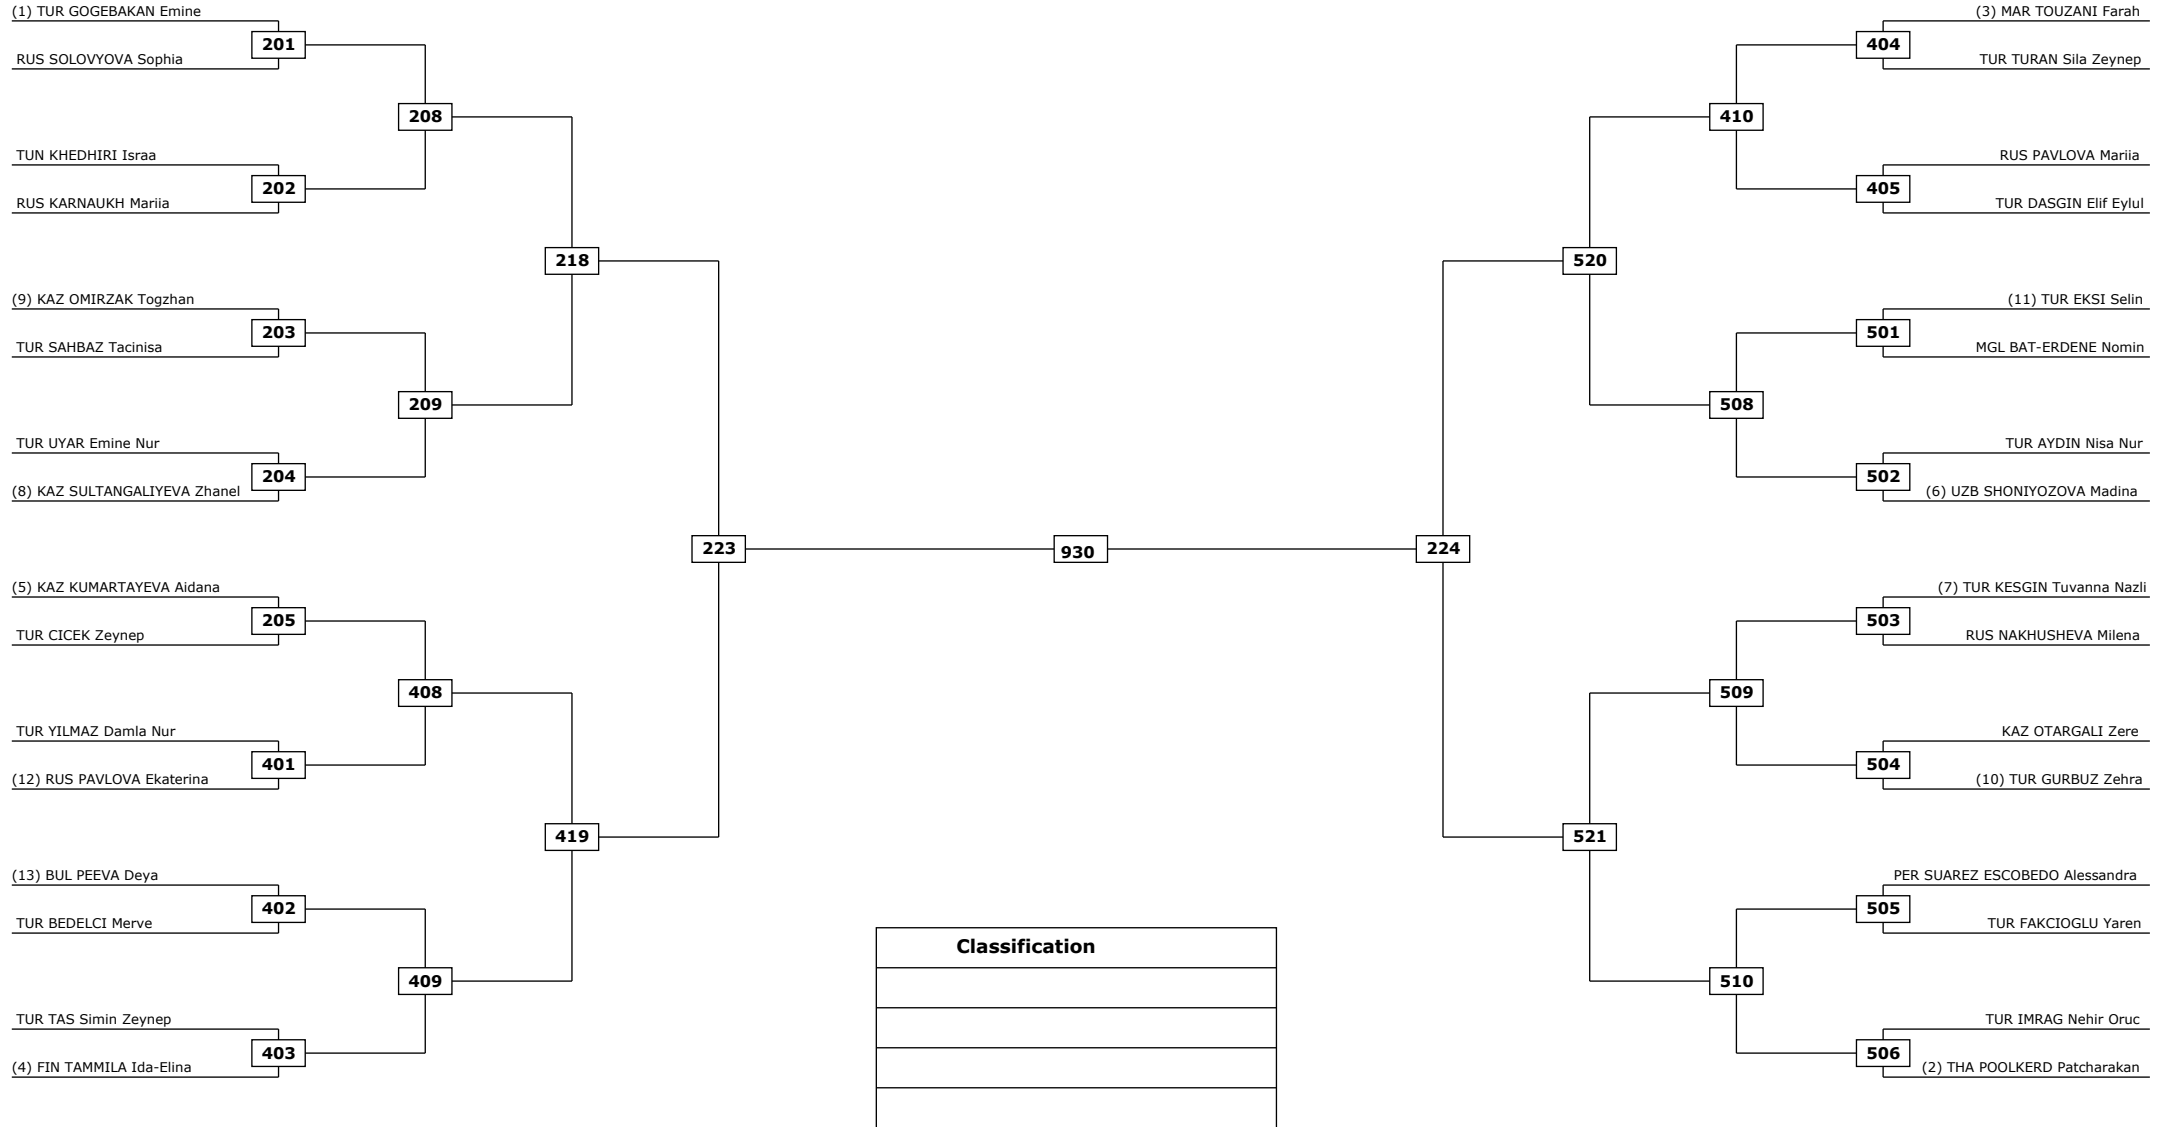 (1) TUR GOGEBAKAN Emine
201
RUS SOLOVYOVA Sophia
208
TUN KHEDHIRI Israa
202
RUS KARNAUKH Mariia
218
(9) KAZ OMIRZAK Togzhan
203
TUR SAHBAZ Tacinisa
209
TUR UYAR Emine Nur
204
(8) KAZ SULTANGALIYEVA Zhanel
223
(5) KAZ KUMARTAYEVA Aidana
205
TUR CICEK Zeynep
408
TUR YILMAZ Damla Nur
401
(12) RUS PAVLOVA Ekaterina
419
(13) BUL PEEVA Deya
402
TUR BEDELCI Merve
409
TUR TAS Simin Zeynep
403
(4) FIN TAMMILA Ida-Elina
930
Classification
(3) MAR TOUZANI Farah
404
TUR TURAN Sila Zeynep
410
RUS PAVLOVA Mariia
405
TUR DASGIN Elif Eylul
520
(11) TUR EKSI Selin
501
MGL BAT-ERDENE Nomin
508
TUR AYDIN Nisa Nur
502
(6) UZB SHONIYOZOVA Madina
224
(7) TUR KESGIN Tuvanna Nazli
503
RUS NAKHUSHEVA Milena
509
KAZ OTARGALI Zere
504
(10) TUR GURBUZ Zehra
521
PER SUAREZ ESCOBEDO Alessandra
505
TUR FAKCIOGLU Yaren
510
TUR IMRAG Nehir Oruc
506
(2) THA POOLKERD Patcharakan